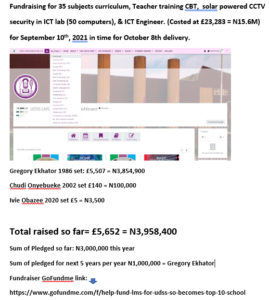 Fundraising for 35 subjects curriculum, Teacher training CBT, solar powered CCTV
security in ICT lab (50 computers), & ICT Engineer. (Costed at £23,283 = N15.6M)
for September 10th, 2021 in time for October 8th delivery.
Gregory Ekhator 1986 set: £5,507 = N3,854,900
Chudi Onyebueke 2002 set £140 = N100,000
Ivie Obazee 2020 set £5 = N3,500
Total raised so far= £5,652 = N3,958,400
Sum of Pledged so far: N3,000,000 this year
Sum of pledged for next 5 years per year N1,000,000 = Gregory Ekhator
Fundraiser GoFundme link:
https://www.gofundme.com/f/help-fund-lms-for-udss-so-becomes-top-10-school